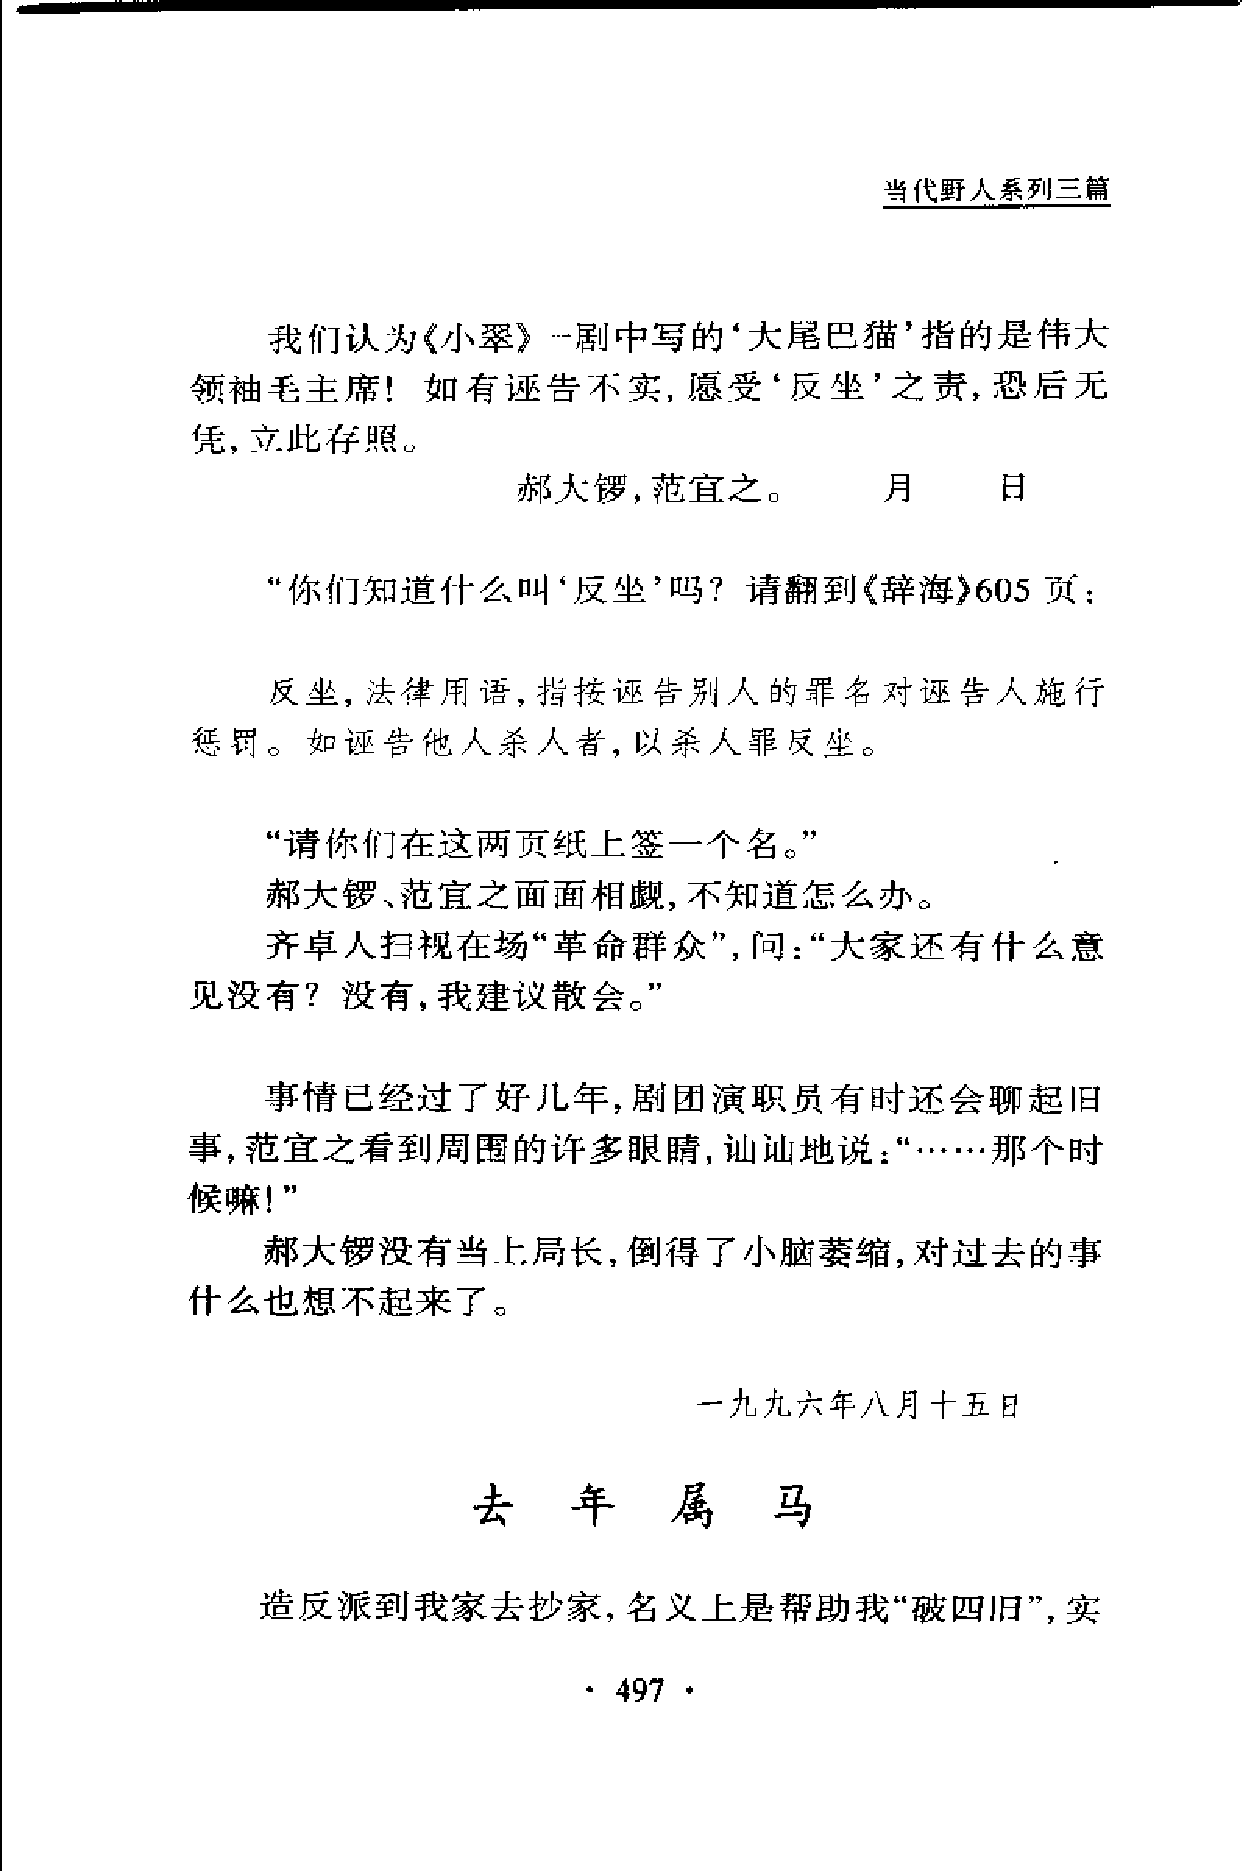 当代野人系列三篇
我们认为《小翠》一剧中写的‘大尾巴猫’指的是伟大
领袖毛主席！如有诬告不实，愿受‘反坐’之责，恐后无
凭，立此存照。
郝大锣，范宜之。 月 日
“你们知道什么叫‘反坐’吗？请翻到《辞海》605 页：
反坐，法律用语，指按诬告别人的罪名对诬告人施行
惩罚。如诬告他人杀人者，以杀人罪反坐。
“请你们在这两页纸上签一个名。”
郝大锣、范宜之面面相觑，不知道怎么办。
齐卓人扫视在场“革命群众”，问：“大家还有什么意
见没有？没有，我建议散会。”
事情已经过了好几年，剧团演职员有时还会聊起旧
事，范宜之看到周围的许多眼睛，讪讪地说：“……那个时
候嘛！”
郝大锣没有当上局长，倒得了小脑萎缩，对过去的事
什么也想不起来了。
一九九六年八月十五日
去年属马
造反派到我家去抄家，名义上是帮助我“破四旧”，实
· 497 ·